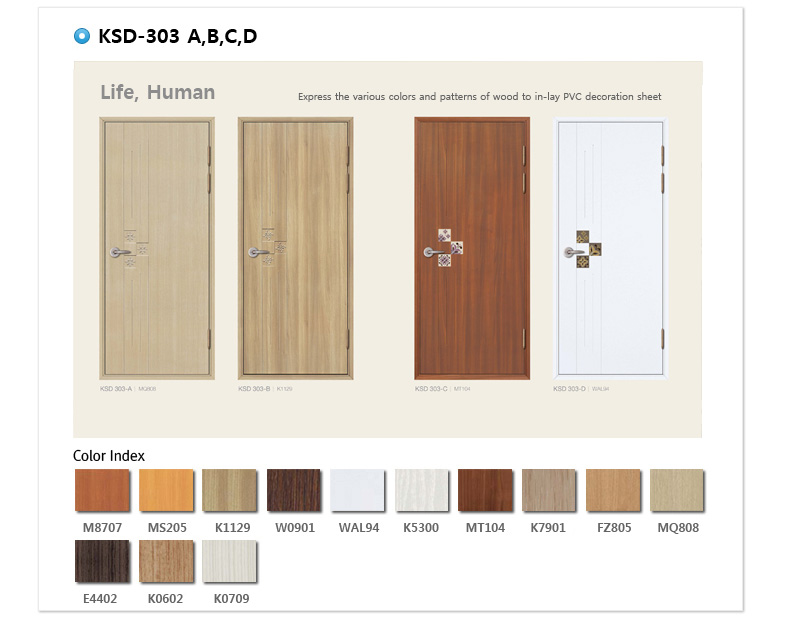 KSD-303 A,B,C,D
Life, Human
Express the various colors and patterns of wood to in-lay PVC decoration sheet
KSD 303-A | MQ808
KSD 303-B | K1129
KSD 303-C | MT104
KSD 303-D | WAL94
Color Index
M8707 MS205 K1129 W0901 WAL94 K5300 MT104 K7901 FZ805 MQ808
E4402 K0602 K0709